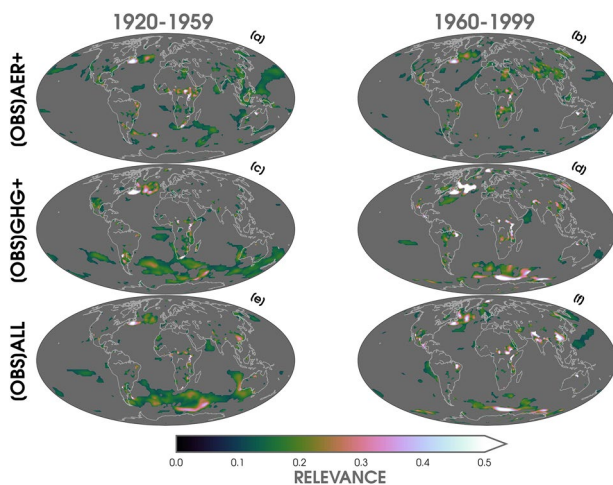 1920-1959
1960-1999
(OBS)AER+
(a)
(b)
(OBS)GHG+
(c)
(d)
(OBS)ALL
(e)
(f)
0.0 0.1 0.2 0.3 0.4 0.5
RELEVANCE